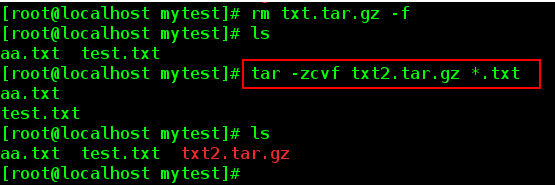 [root@localhost mytest]# rm txt.tar.gz -f
[root@localhost mytest]# ls
aa.txt  test.txt
[root@localhost mytest]# tar -zcvf txt2.tar.gz *.txt
aa.txt
test.txt
[root@localhost mytest]# ls
aa.txt  test.txt  txt2.tar.gz
[root@localhost mytest]#